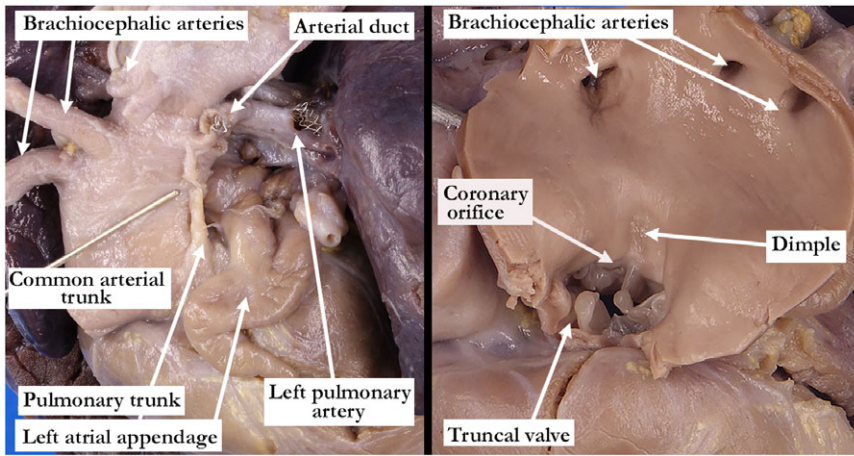 Brachiocephalic arteries
Arterial duct
Common arterial
trunk
Pulmonary trunk
Left atrial appendage
Left pulmonary
artery
Brachiocephalic arteries
Coronary
orifice
Dimple
Truncal valve